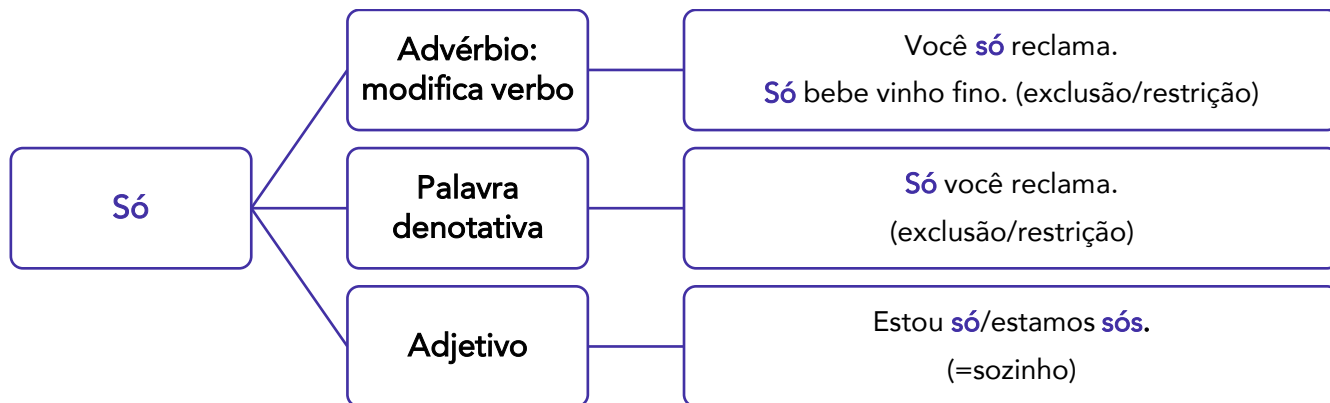 Só
Advérbio:
modifica verbo
Você só reclama.
Só bebe vinho fino. (exclusão/restrição)
Palavra
denotativa
Só você reclama.
(exclusão/restrição)
Adjetivo
Estou só/estamos sós.
(=sozinho)